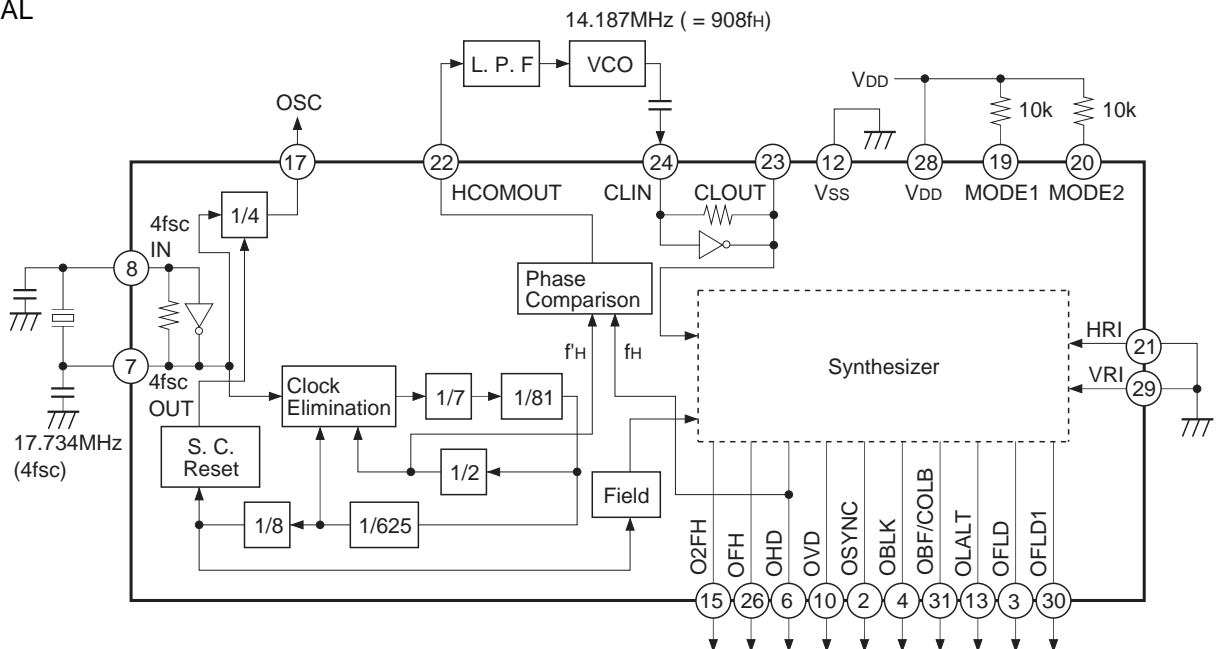 AL
14.187MHz ( = 908fH)
L. P. F
VCO
OSC
VDD
10k
10k
17
22
24
23
12
28
19
20
HCOMOUT
CLIN
CLOUT
VSS
VDD
MODE1
MODE2
1/4
4fsc
IN
8
Phase
Comparison
f'H
fH
Synthesizer
HRI
21
VRI
29
7
4fsc
OUT
17.734MHz
(4fsc)
Clock
Elimination
1/7
1/81
S. C.
Reset
1/2
Field
1/8
1/625
O2FH
OFH
OHD
OVD
OSYNC
OBLK
OBF/COLB
OLALT
OFLD
OFLD1
15
26
6
10
2
4
31
13
3
30